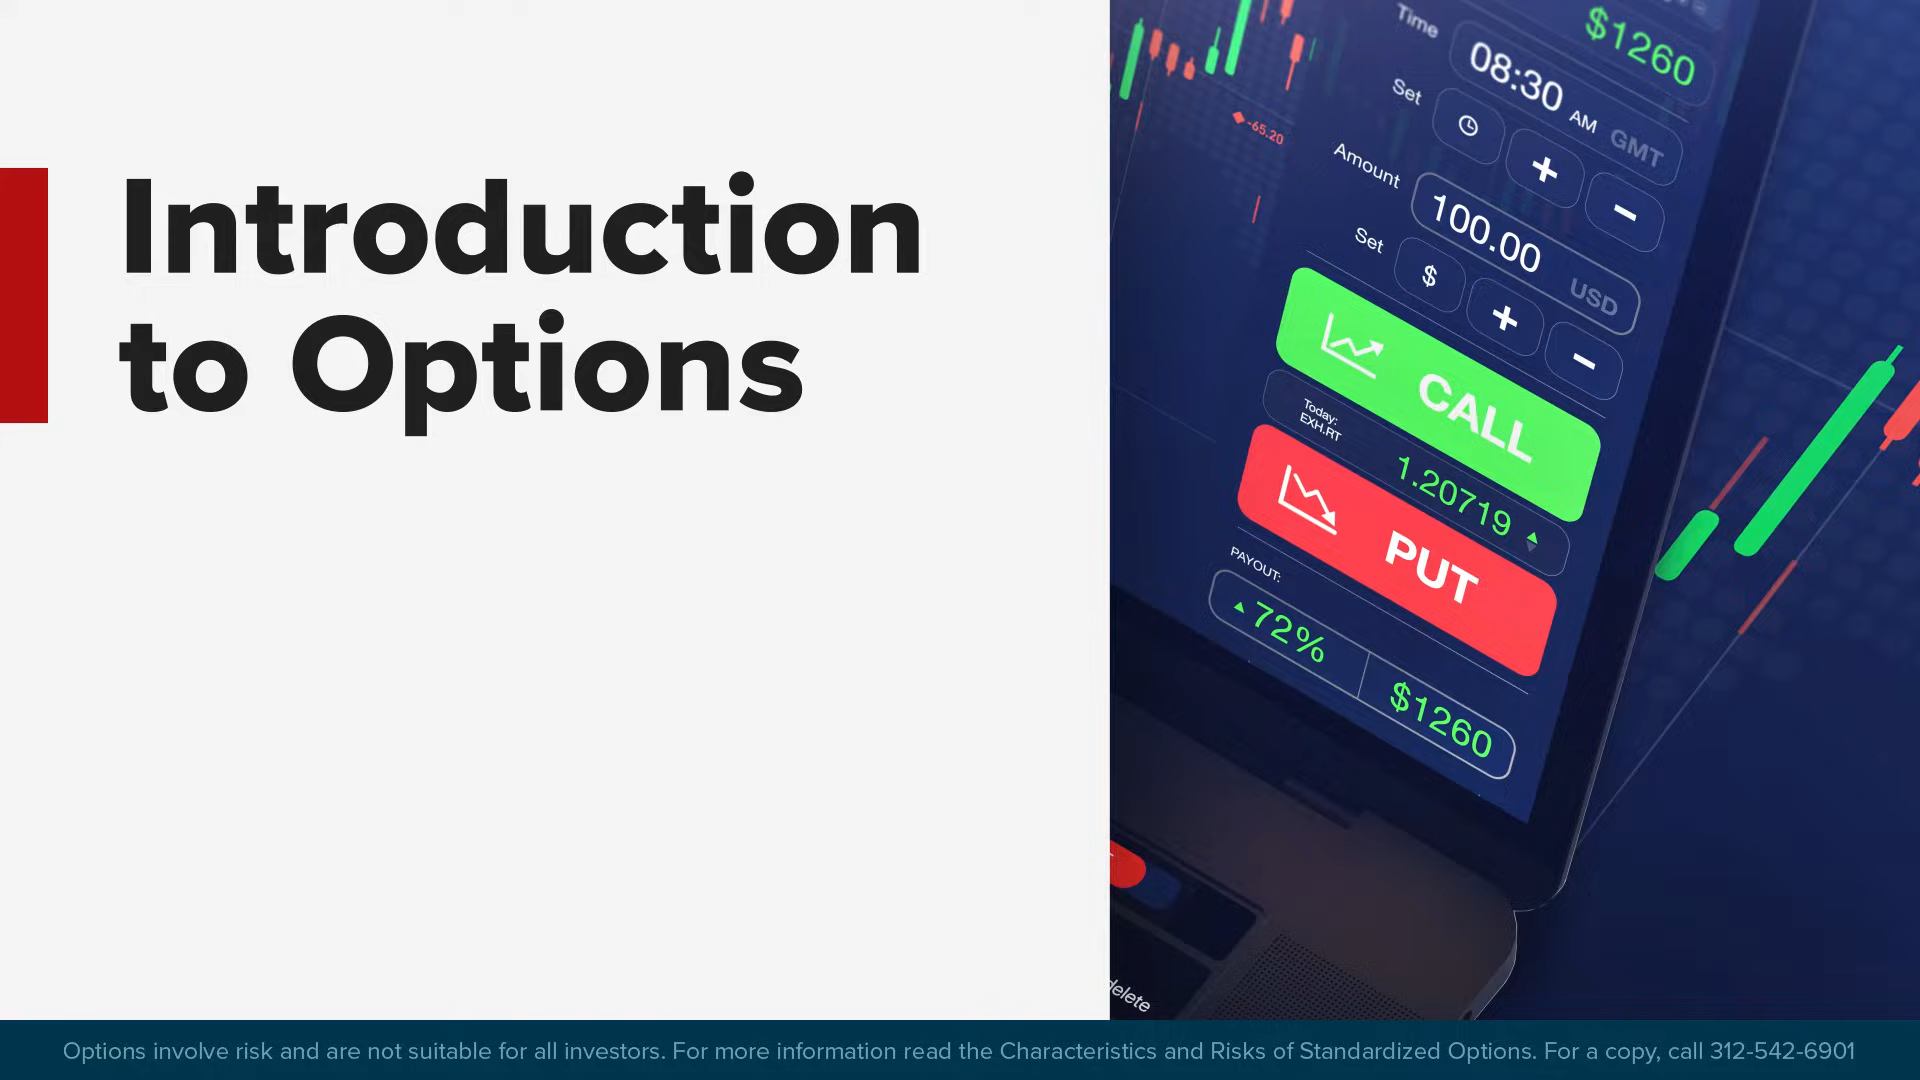 Introduction
to Options
$1260
Time
08:30 AM GMT
Set
-65.20
Amount
100.00 USD
Set
$
CALL
Today:
EXH.RT
1.20719
PUT
PAYOUT:
72%
$1260
delete
Options involve risk and are not suitable for all investors. For more information read the Characteristics and Risks of Standardized Options. For a copy, call 312-542-6901